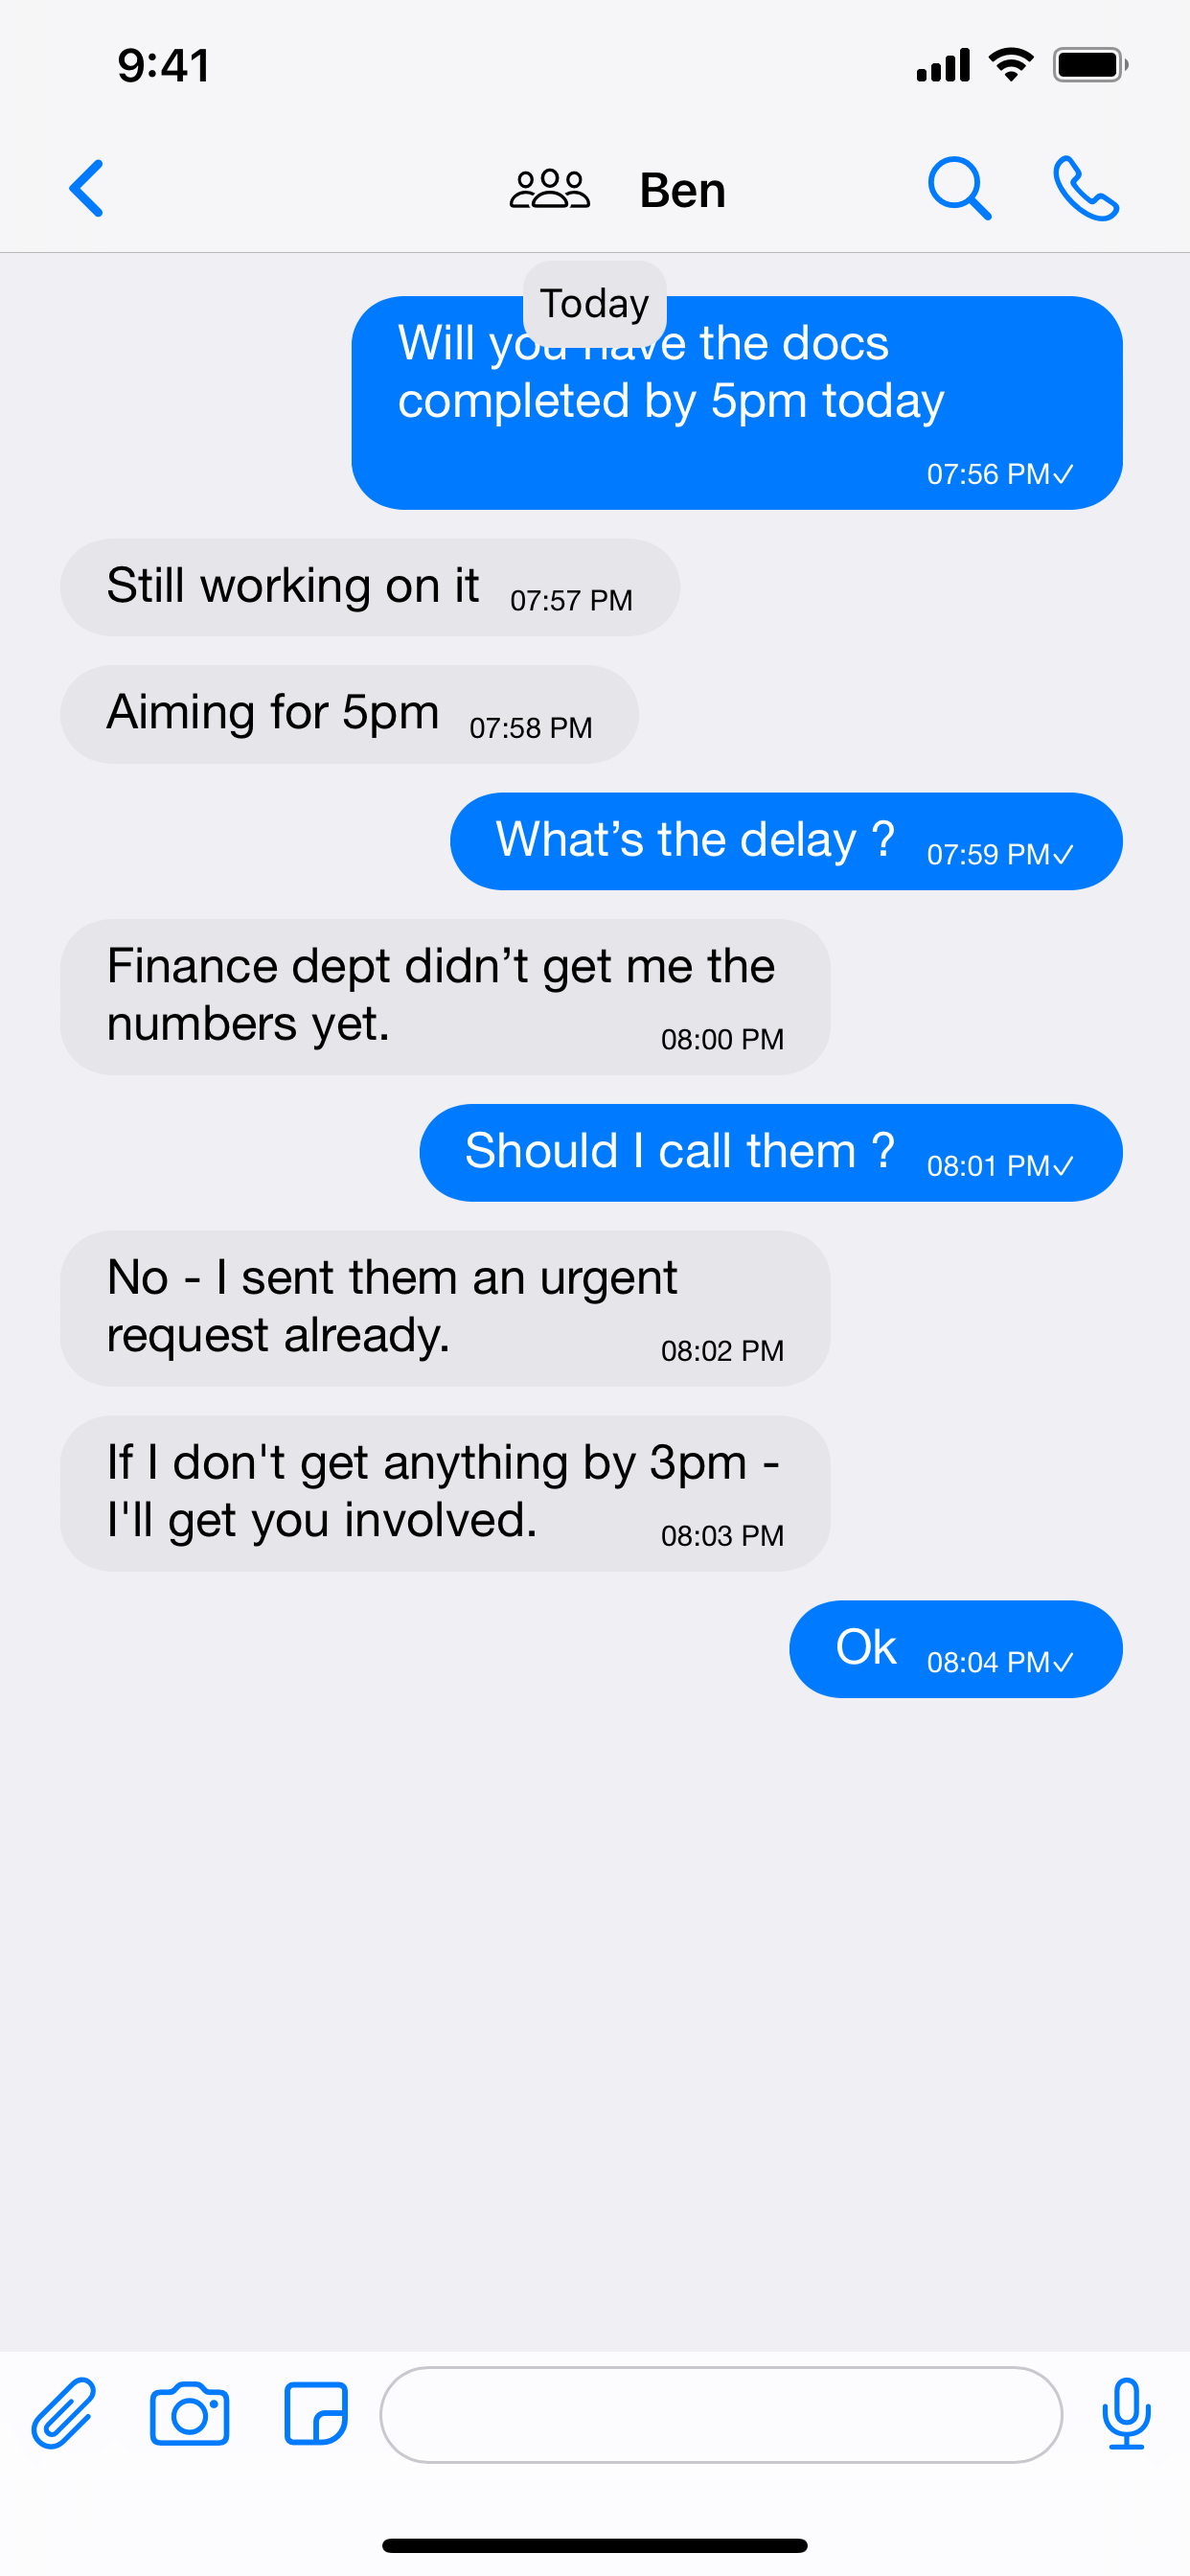 9:41
Ben
Today
Will you have the docs
completed by 5pm today
07:56 PM✓
Still working on it 07:57 PM
Aiming for 5pm 07:58 PM
What’s the delay ? 07:59 PM✓
Finance dept didn’t get me the
numbers yet. 08:00 PM
Should I call them ? 08:01 PM✓
No - I sent them an urgent
request already. 08:02 PM
If I don't get anything by 3pm -
I'll get you involved. 08:03 PM
Ok 08:04 PM✓